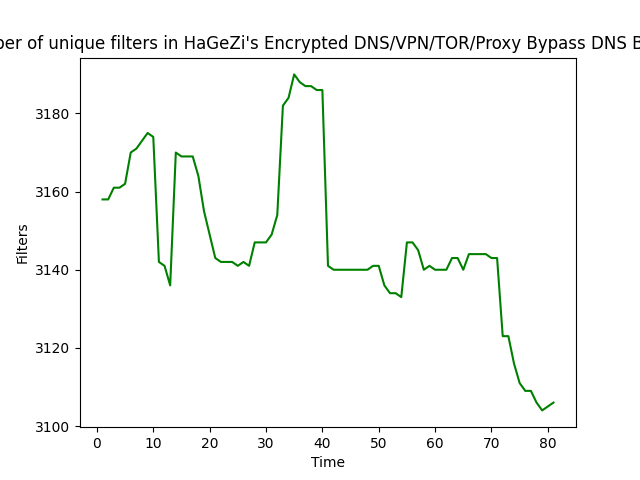 ber of unique filters in HaGeZi's Encrypted DNS/VPN/TOR/Proxy Bypass DNS B
3180
3160
3140
3120
3100
Filters
0 10 20 30 40 50 60 70 80
Time